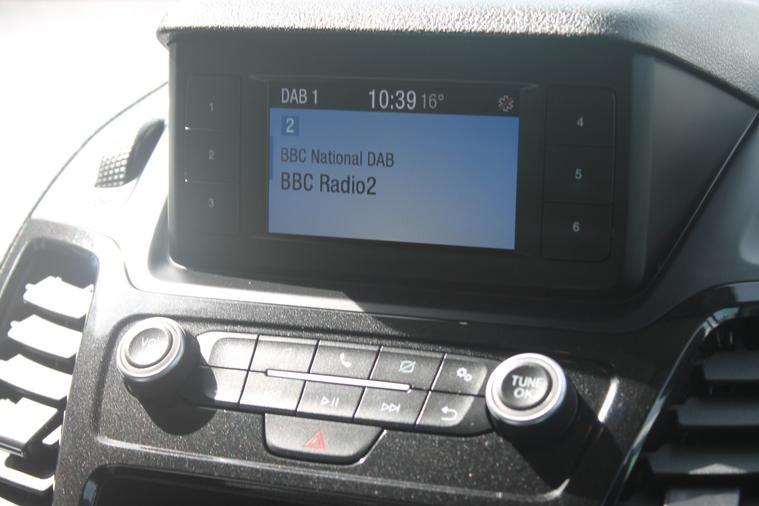 DAB 1 10:39 16°
2
BBC National DAB
BBC Radio2
1
2
3
4
5
6
VOL
TUNE
OK